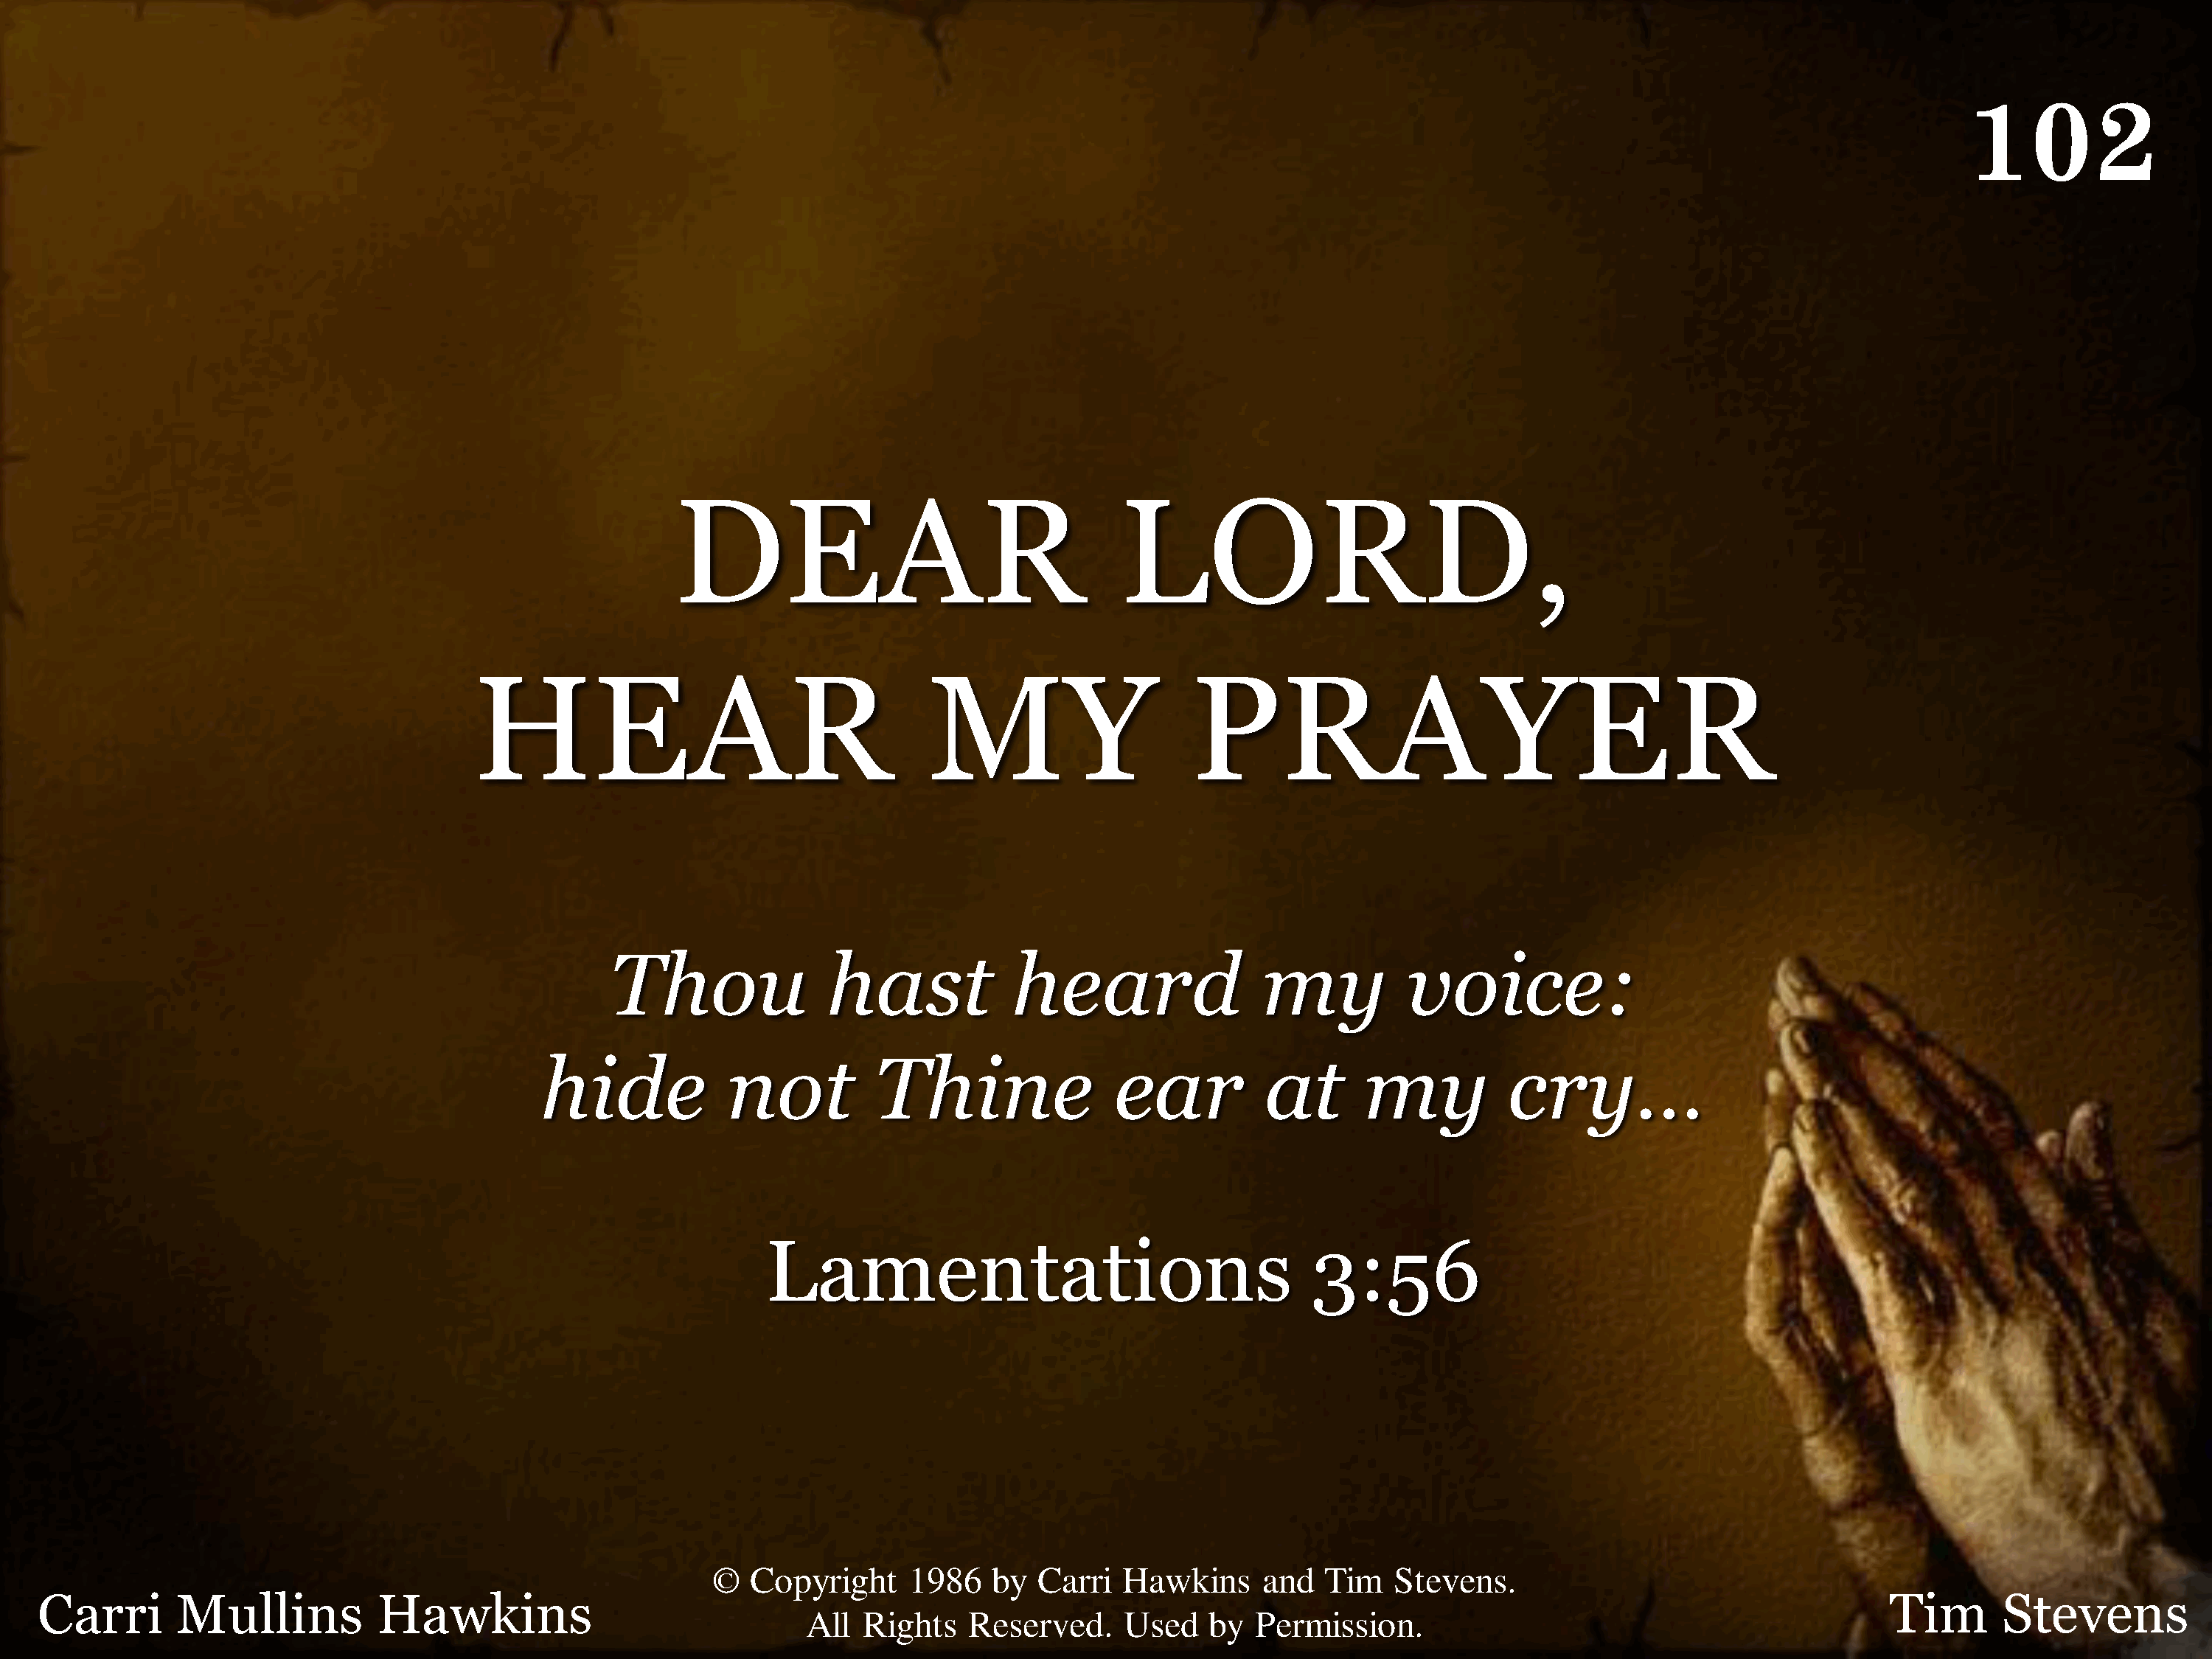 102
DEAR LORD,
HEAR MY PRAYER
Thou hast heard my voice:
hide not Thine ear at my cry…
Lamentations 3:56
© Copyright 1986 by Carri Hawkins and Tim Stevens.
All Rights Reserved. Used by Permission.
Carri Mullins Hawkins
Tim Stevens